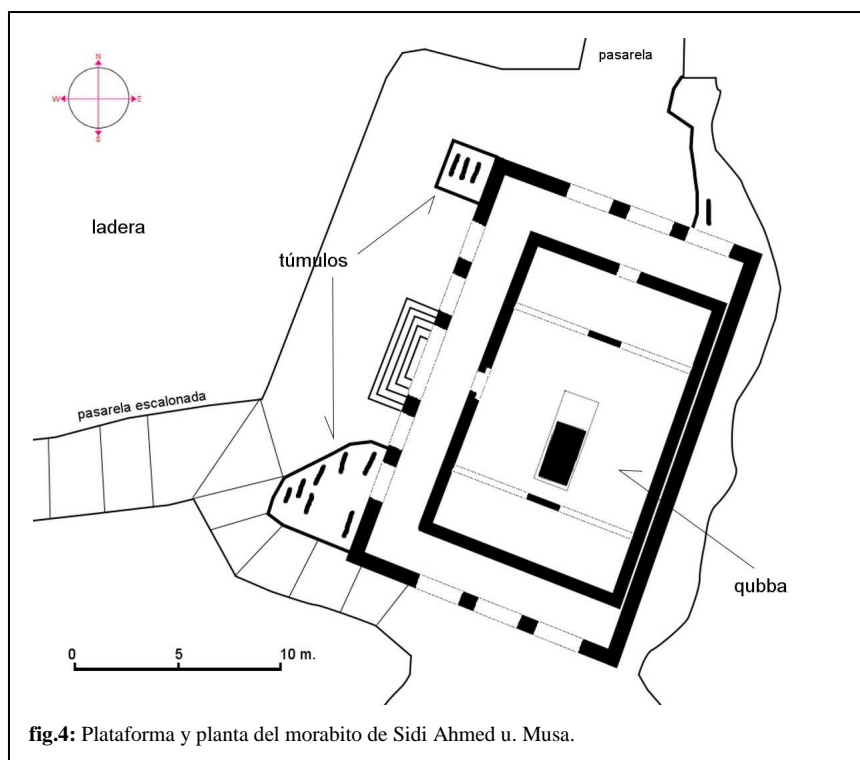 pasarela
N
W E
S
ladera
túmulos
pasarela escalonada
qubba
0 5 10 m.
fig.4: Plataforma y planta del morabito de Sidi Ahmed u. Musa.